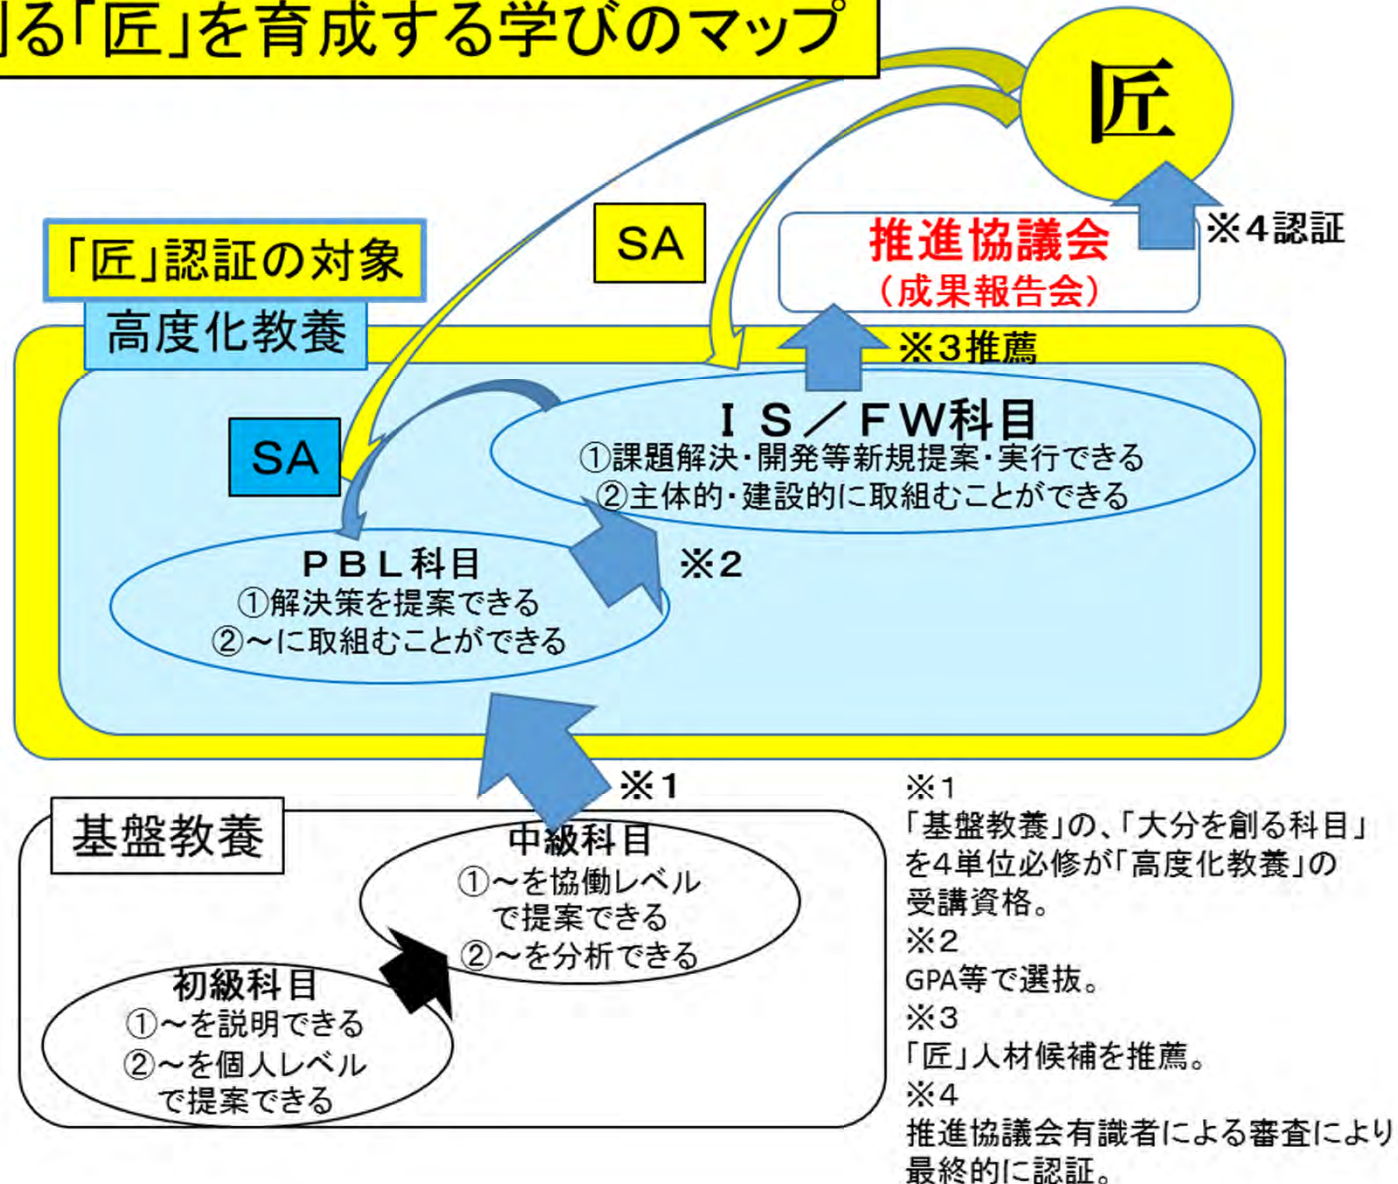 る「匠」を育成する学びのマップ
匠
※4認証
SA
推進協議会
（成果報告会）
「匠」認証の対象
高度化教養
※3推薦
SA
ＩＳ／ＦＷ科目
①課題解決・開発等新規提案・実行できる
②主体的・建設的に取組むことができる
※2
ＰＢＬ科目
①解決策を提案できる
②～に取組むことができる
※1
基盤教養
中級科目
①～を協働レベル
で提案できる
②～を分析できる
初級科目
①～を説明できる
②～を個人レベル
で提案できる
※1
「基盤教養」の、「大分を創る科目」
を4単位必修が「高度化教養」の
受講資格。
※2
GPA等で選抜。
※3
「匠」人材候補を推薦。
※4
推進協議会有識者による審査により
最終的に認証。